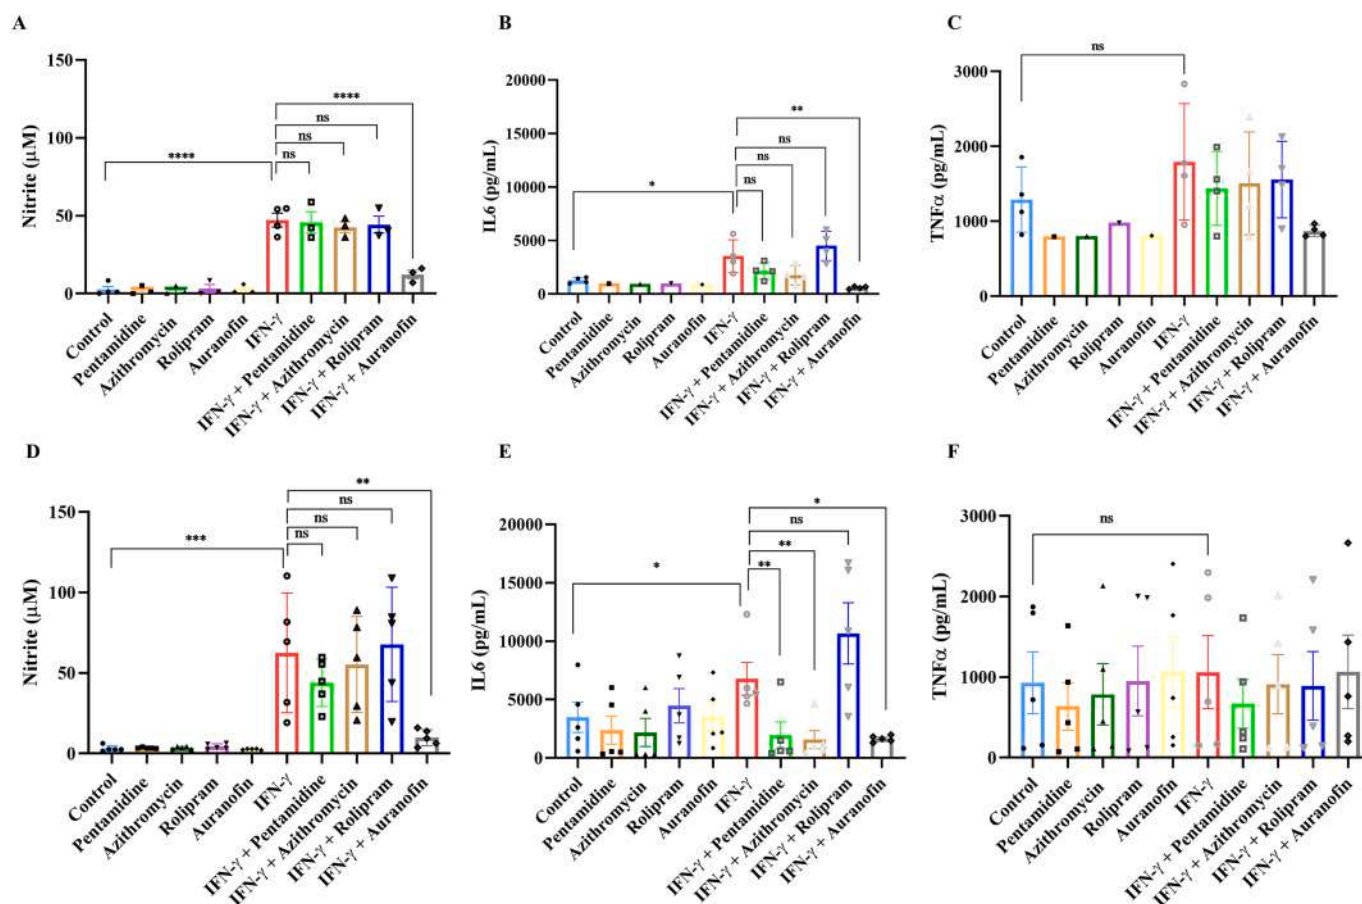 A
Nitrite (μM)
150
100
50
0
****
ns
ns
ns
****
Control
Pentamidine
Azithromycin
Rolipram
Auranofin
IFN-γ
IFN-γ + Pentamidine
IFN-γ + Azithromycin
IFN-γ + Rolipram
IFN-γ + Auranofin
B
IL6 (pg/mL)
20000
15000
10000
5000
0
*
ns
ns
ns
**
Control
Pentamidine
Azithromycin
Rolipram
Auranofin
IFN-γ
IFN-γ + Pentamidine
IFN-γ + Azithromycin
IFN-γ + Rolipram
IFN-γ + Auranofin
C
TNFα (pg/mL)
3000
2000
1000
0
ns
Control
Pentamidine
Azithromycin
Rolipram
Auranofin
IFN-γ
IFN-γ + Pentamidine
IFN-γ + Azithromycin
IFN-γ + Rolipram
IFN-γ + Auranofin
D
Nitrite (μM)
150
100
50
0
***
ns
ns
ns
**
Control
Pentamidine
Azithromycin
Rolipram
Auranofin
IFN-γ
IFN-γ + Pentamidine
IFN-γ + Azithromycin
IFN-γ + Rolipram
IFN-γ + Auranofin
E
IL6 (pg/mL)
20000
15000
10000
5000
0
*
**
**
ns
*
Control
Pentamidine
Azithromycin
Rolipram
Auranofin
IFN-γ
IFN-γ + Pentamidine
IFN-γ + Azithromycin
IFN-γ + Rolipram
IFN-γ + Auranofin
F
TNFα (pg/mL)
3000
2000
1000
0
ns
Control
Pentamidine
Azithromycin
Rolipram
Auranofin
IFN-γ
IFN-γ + Pentamidine
IFN-γ + Azithromycin
IFN-γ + Rolipram
IFN-γ + Auranofin